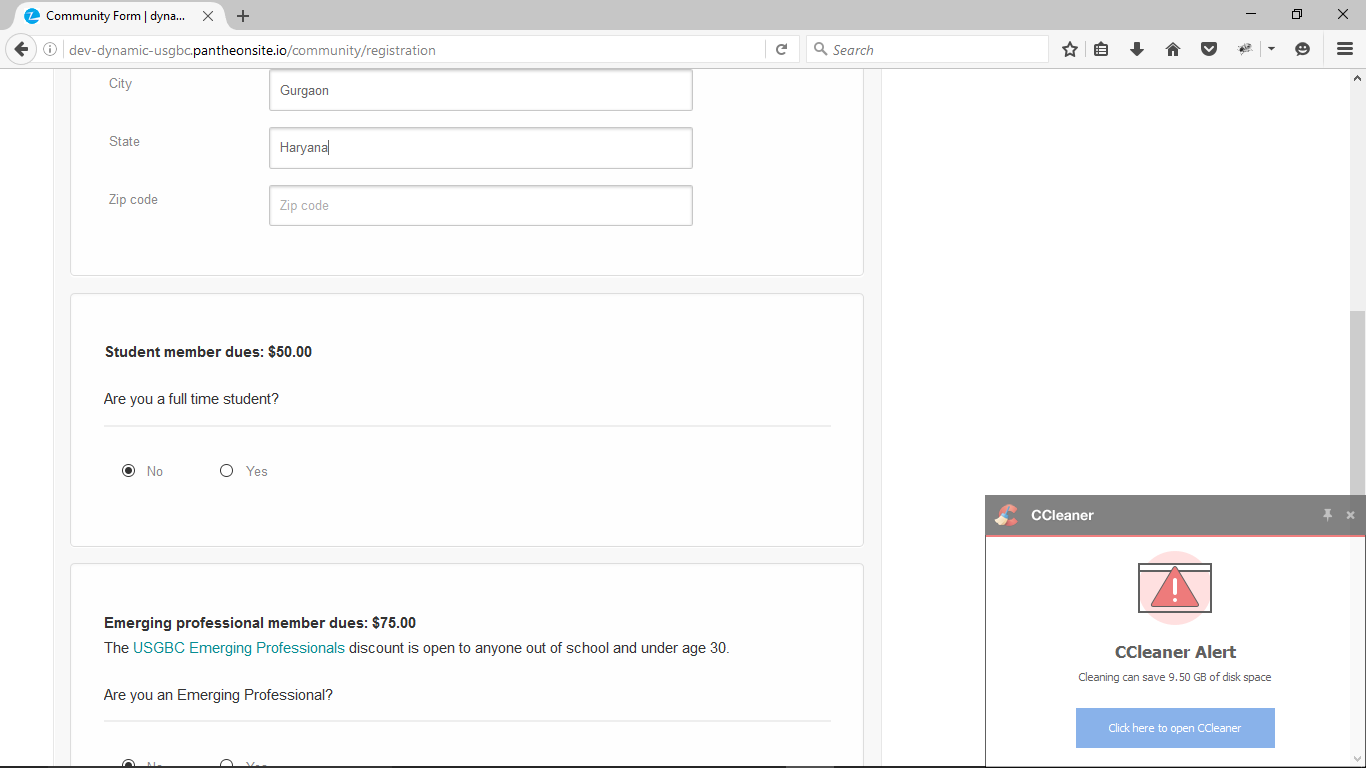 Community Form | dyna...
dev-dynamic-usgbc.pantheonsite.io/community/registration
Search
City
Gurgaon
State
Haryana
Zip code
Zip code
Student member dues: $50.00
Are you a full time student?
No
Yes
Emerging professional member dues: $75.00
The USGBC Emerging Professionals discount is open to anyone out of school and under age 30.
Are you an Emerging Professional?
No
Yes
CCleaner
CCleaner Alert
Cleaning can save 9.50 GB of disk space
Click here to open CCleaner